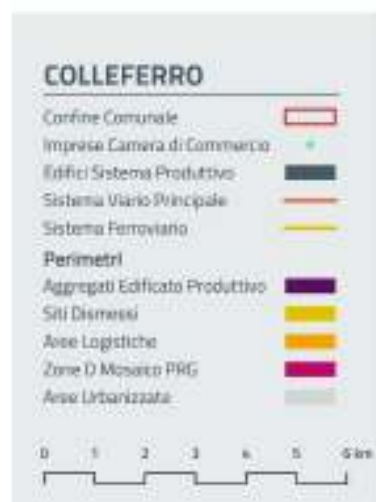 COLLEFERRO
Confine Comunale
Imprese Camera di Commercio
Edifici Sistema Produttivo
Sistema Viario Principale
Sistema Ferroviario
Perimetri
Aggregati Edificato Produttivo
Siti Dismessi
Aree Logistiche
Zone D Mosaico PRG
Aree Urbanizzate
0 1 2 3 4 5 6 km